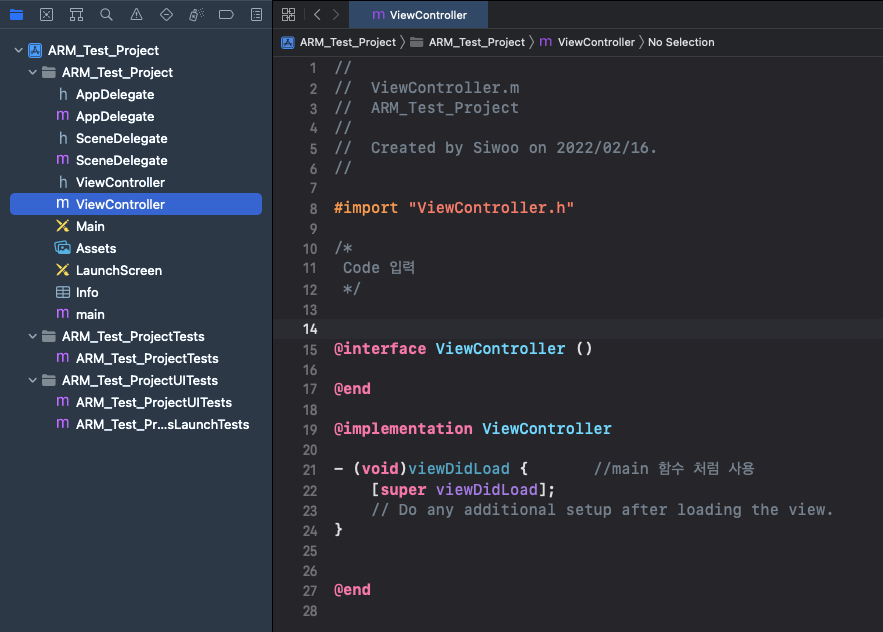 ViewController
ARM_Test_Project
ARM_Test_Project
AppDelegate
AppDelegate
SceneDelegate
SceneDelegate
ViewController
ViewController
Main
Assets
LaunchScreen
Info
main
ARM_Test_ProjectTests
ARM_Test_ProjectTests
ARM_Test_ProjectUITests
ARM_Test_ProjectUITests
ARM_Test_Pr...sLaunchTests
ARM_Test_Project 〉 ARM_Test_Project 〉 m ViewController 〉 No Selection
1 //
2 //  ViewController.m
3 //  ARM_Test_Project
4 //
5 //  Created by Siwoo on 2022/02/16.
6 //
7
8 #import "ViewController.h"
9
10 /*
11  Code 입력
12  */
13
14
15 @interface ViewController ()
16
17 @end
18
19 @implementation ViewController
20
21 - (void)viewDidLoad {       //main 함수 처럼 사용
22     [super viewDidLoad];
23     // Do any additional setup after loading the view.
24 }
25
26
27 @end
28